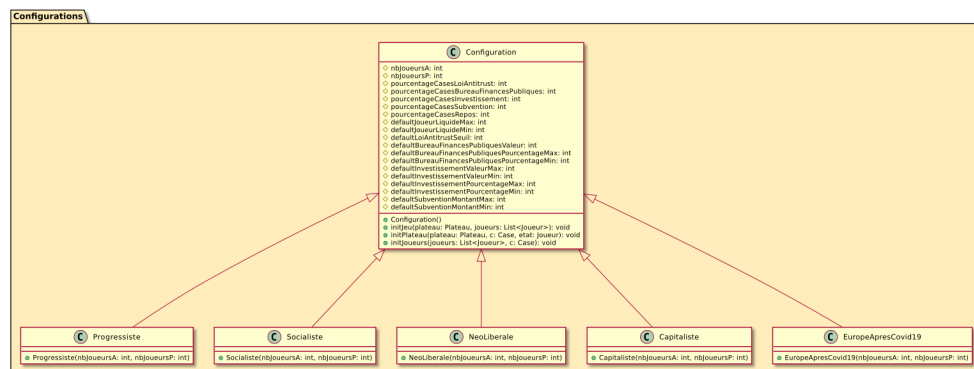 Configurations
C Configuration
nbJoueursA: int
nbJoueursP: int
pourcentageCasesLoiAntitrust: int
pourcentageCasesBureauFinancesPubliques: int
pourcentageCasesInvestissement: int
pourcentageCasesSubvention: int
pourcentageCasesRepos: int
defaultJoueurLiquideMax: int
defaultJoueurLiquideMin: int
defaultLoiAntitrustSeuil: int
defaultBureauFinancesPubliquesValeur: int
defaultBureauFinancesPubliquesPourcentageMax: int
defaultBureauFinancesPubliquesPourcentageMin: int
defaultInvestissementValeurMax: int
defaultInvestissementValeurMin: int
defaultInvestissementPourcentageMax: int
defaultInvestissementPourcentageMin: int
defaultSubventionMontantMax: int
defaultSubventionMontantMin: int
Configuration()
initJeu(plateau: Plateau, joueurs: List<Joueur>): void
initPlateau(plateau: Plateau, c: Case, etat: Joueur): void
initJoueurs(joueurs: List<Joueur>, c: Case): void
C Progressiste
Progressiste(nbJoueursA: int, nbJoueursP: int)
C Socialiste
Socialiste(nbJoueursA: int, nbJoueursP: int)
C NeoLiberale
NeoLiberale(nbJoueursA: int, nbJoueursP: int)
C Capitaliste
Capitaliste(nbJoueursA: int, nbJoueursP: int)
C EuropeApresCovid19
EuropeApresCovid19(nbJoueursA: int, nbJoueursP: int)